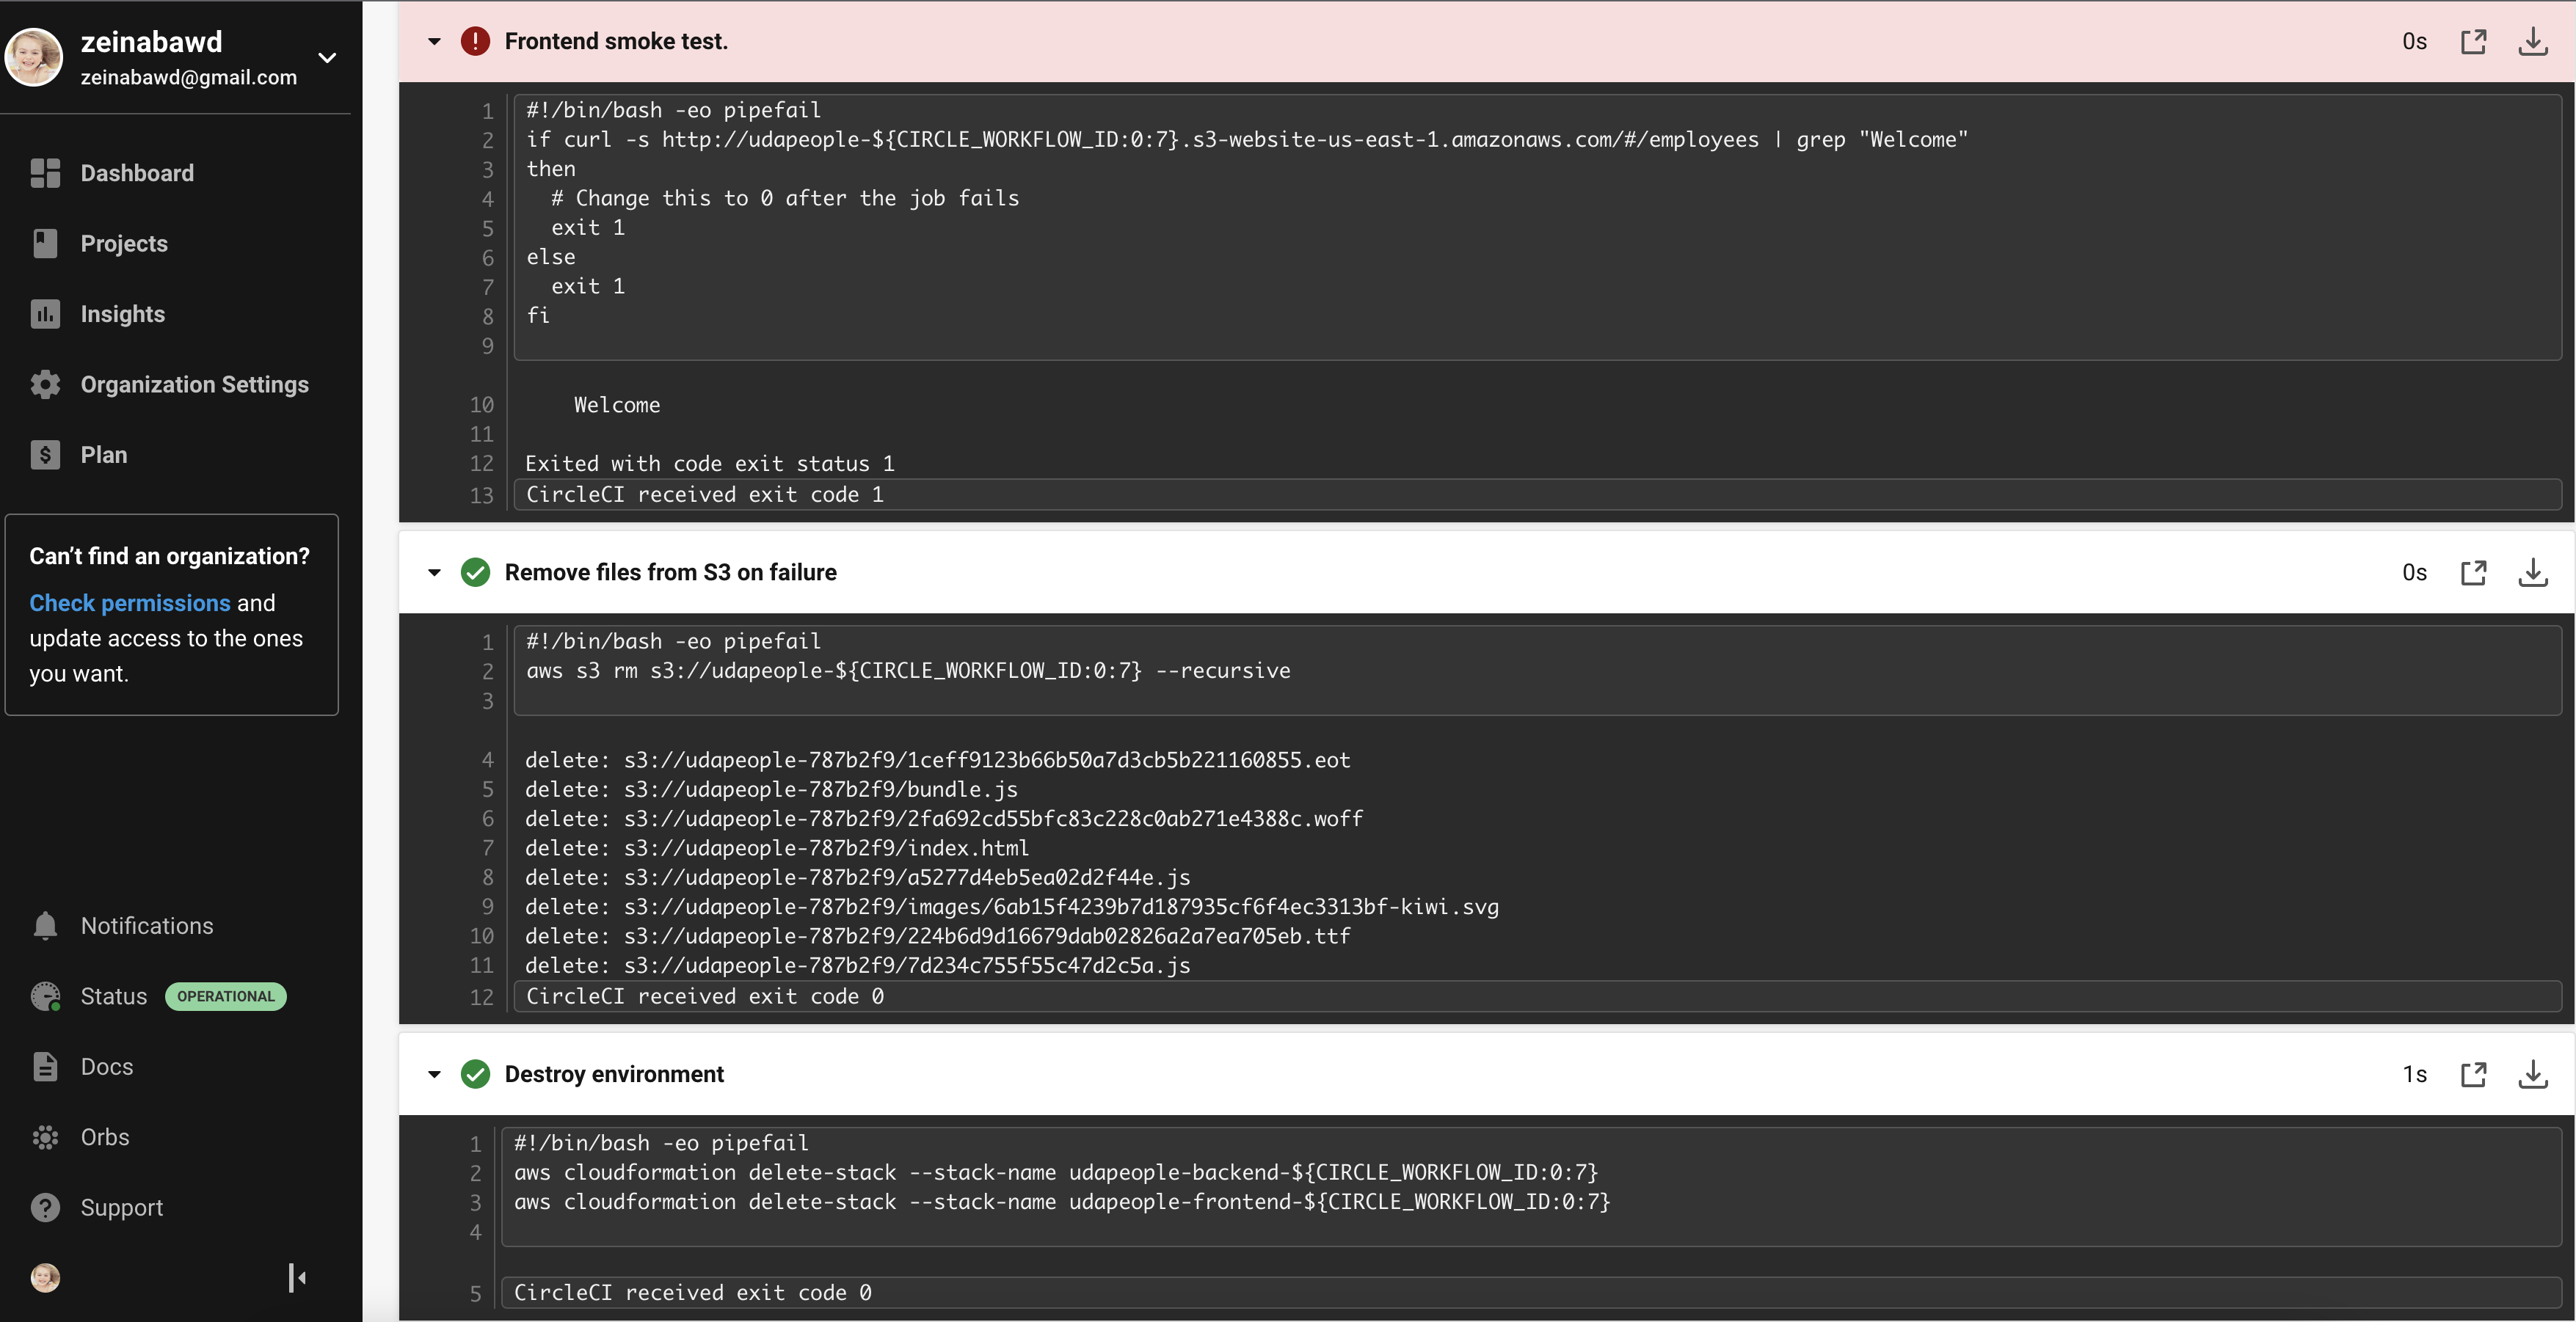 zeinabawd
zeinabawd@gmail.com
Dashboard
Projects
Insights
Organization Settings
Plan
Can’t find an organization?
Check permissions and
update access to the ones
you want.
Notifications
Status OPERATIONAL
Docs
Orbs
Support
Frontend smoke test.
0s
1 #!/bin/bash -eo pipefail
2 if curl -s http://udapeople-${CIRCLE_WORKFLOW_ID:0:7}.s3-website-us-east-1.amazonaws.com/#/employees | grep "Welcome"
3 then
4 # Change this to 0 after the job fails
5 exit 1
6 else
7 exit 1
8 fi
9
10 Welcome
11
12 Exited with code exit status 1
13 CircleCI received exit code 1
Remove files from S3 on failure
0s
1 #!/bin/bash -eo pipefail
2 aws s3 rm s3://udapeople-${CIRCLE_WORKFLOW_ID:0:7} --recursive
3
4 delete: s3://udapeople-787b2f9/1ceff9123b66b50a7d3cb5b221160855.eot
5 delete: s3://udapeople-787b2f9/bundle.js
6 delete: s3://udapeople-787b2f9/2fa692cd55bfc83c228c0ab271e4388c.woff
7 delete: s3://udapeople-787b2f9/index.html
8 delete: s3://udapeople-787b2f9/a5277d4eb5ea02d2f44e.js
9 delete: s3://udapeople-787b2f9/images/6ab15f4239b7d187935cf6f4ec3313bf-kiwi.svg
10 delete: s3://udapeople-787b2f9/224b6d9d16679dab02826a2a7ea705eb.ttf
11 delete: s3://udapeople-787b2f9/7d234c755f55c47d2c5a.js
12 CircleCI received exit code 0
Destroy environment
1s
1 #!/bin/bash -eo pipefail
2 aws cloudformation delete-stack --stack-name udapeople-backend-${CIRCLE_WORKFLOW_ID:0:7}
3 aws cloudformation delete-stack --stack-name udapeople-frontend-${CIRCLE_WORKFLOW_ID:0:7}
4
5 CircleCI received exit code 0